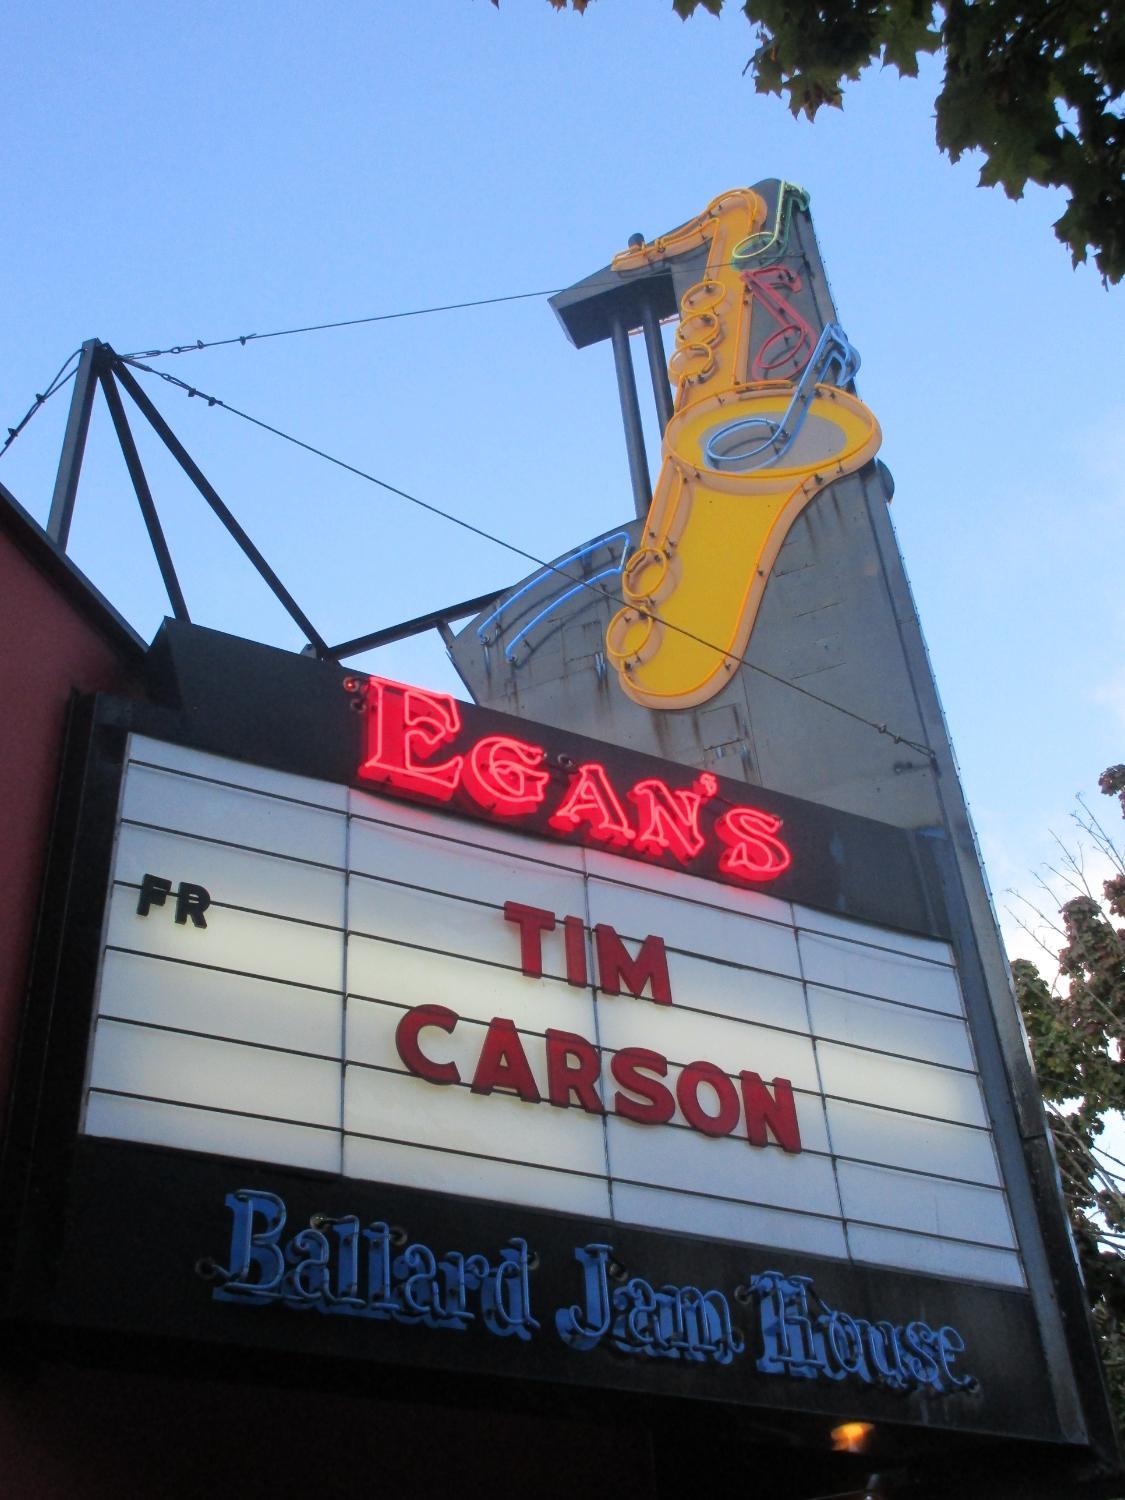 EGAN'S
FR
TIM
CARSON
Ballard Jam House